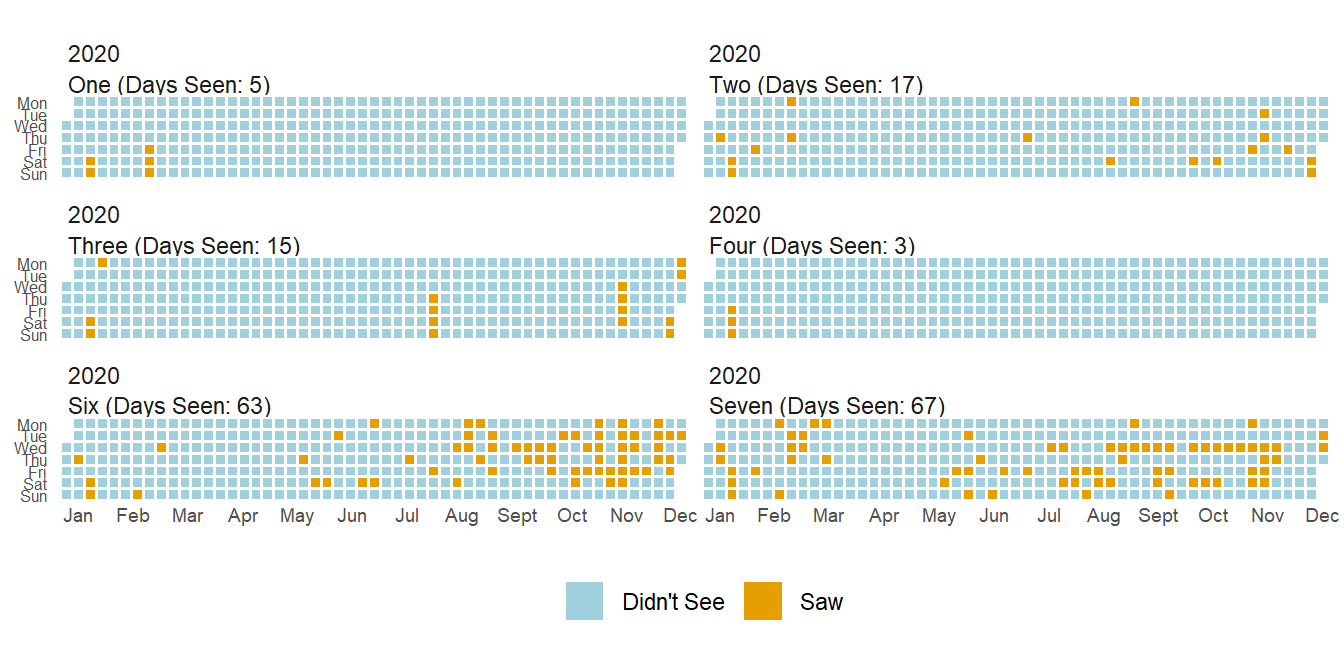 2020
One (Days Seen: 5)
2020
Two (Days Seen: 17)
Mon
Tue
Wed
Thu
Fri
Sat
Sun
2020
Three (Days Seen: 15)
2020
Four (Days Seen: 3)
Mon
Tue
Wed
Thu
Fri
Sat
Sun
2020
Six (Days Seen: 63)
2020
Seven (Days Seen: 67)
Mon
Tue
Wed
Thu
Fri
Sat
Sun
Jan Feb Mar Apr May Jun Jul Aug Sept Oct Nov Dec Jan Feb Mar Apr May Jun Jul Aug Sept Oct Nov Dec
Didn't See Saw